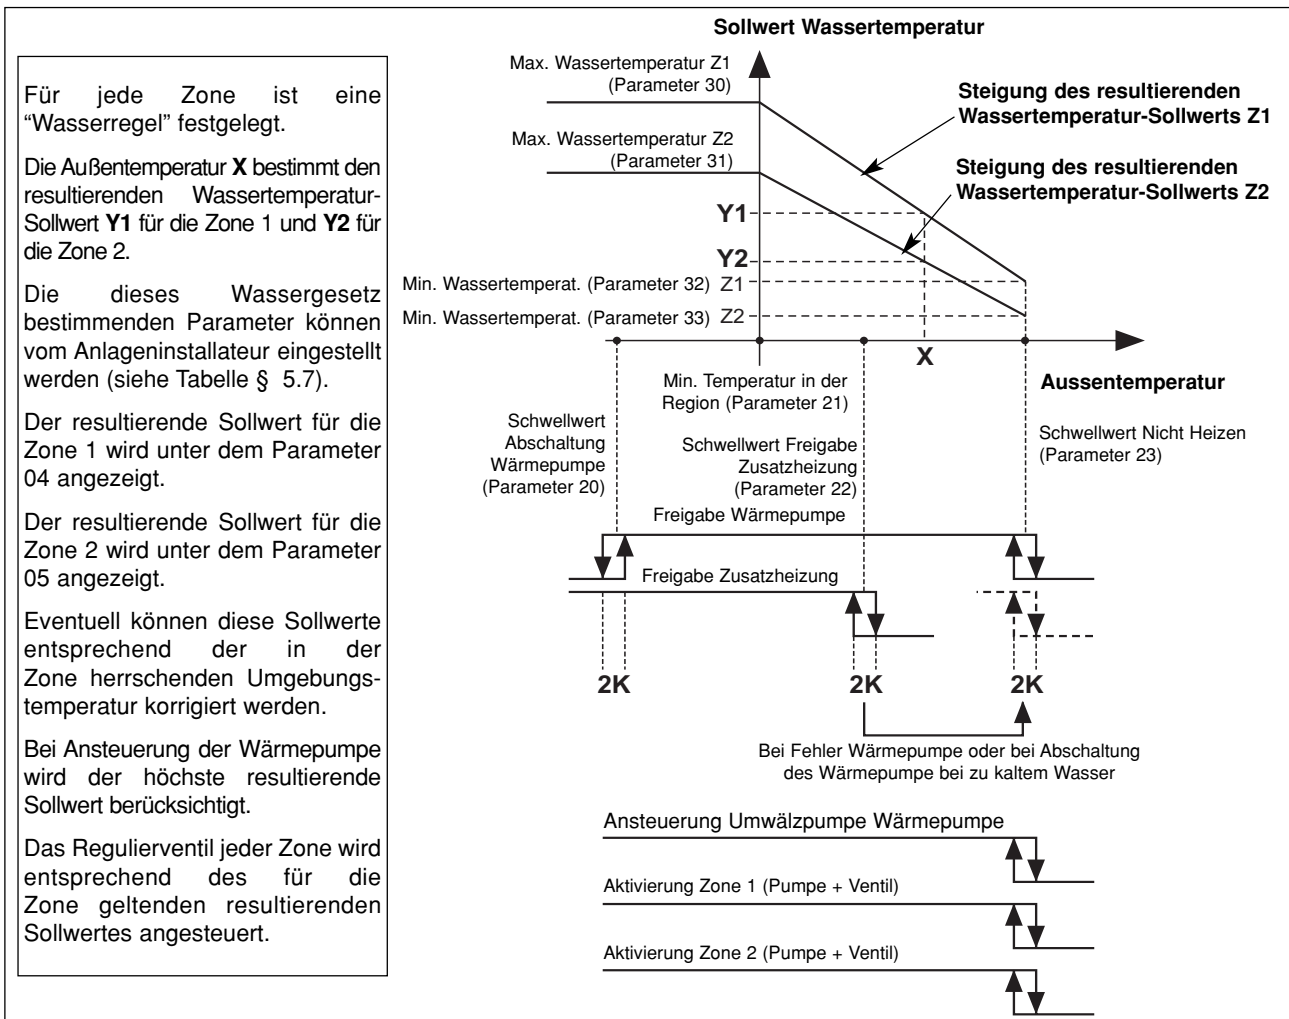 Für jede Zone ist eine
“Wasserregel” festgelegt.
Die Außentemperatur X bestimmt den
resultierenden Wassertemperatur-
Sollwert Y1 für die Zone 1 und Y2 für
die Zone 2.
Die dieses Wassergesetz
bestimmenden Parameter können
vom Anlageninstallateur eingestellt
werden (siehe Tabelle § 5.7).
Der resultierende Sollwert für die
Zone 1 wird unter dem Parameter
04 angezeigt.
Der resultierende Sollwert für die
Zone 2 wird unter dem Parameter
05 angezeigt.
Eventuell können diese Sollwerte
entsprechend der in der
Zone herrschenden Umgebungs-
temperatur korrigiert werden.
Bei Ansteuerung der Wärmepumpe
wird der höchste resultierende
Sollwert berücksichtigt.
Das Regulierventil jeder Zone wird
entsprechend des für die
Zone geltenden resultierenden
Sollwertes angesteuert.
Sollwert Wassertemperatur
Max. Wassertemperatur Z1
(Parameter 30)
Steigung des resultierenden
Wassertemperatur-Sollwerts Z1
Max. Wassertemperatur Z2
(Parameter 31)
Steigung des resultierenden
Wassertemperatur-Sollwerts Z2
Y1
Y2
Min. Wassertemperat. (Parameter 32) Z1
Min. Wassertemperat. (Parameter 33) Z2
X
Aussentemperatur
Min. Temperatur in der
Region (Parameter 21)
Schwellwert
Abschaltung
Wärmepumpe
(Parameter 20)
Schwellwert Freigabe
Zusatzheizung
(Parameter 22)
Schwellwert Nicht Heizen
(Parameter 23)
Freigabe Wärmepumpe
Freigabe Zusatzheizung
2K 2K 2K
Bei Fehler Wärmepumpe oder bei Abschaltung
des Wärmepumpe bei zu kaltem Wasser
Ansteuerung Umwälzpumpe Wärmepumpe
Aktivierung Zone 1 (Pumpe + Ventil)
Aktivierung Zone 2 (Pumpe + Ventil)